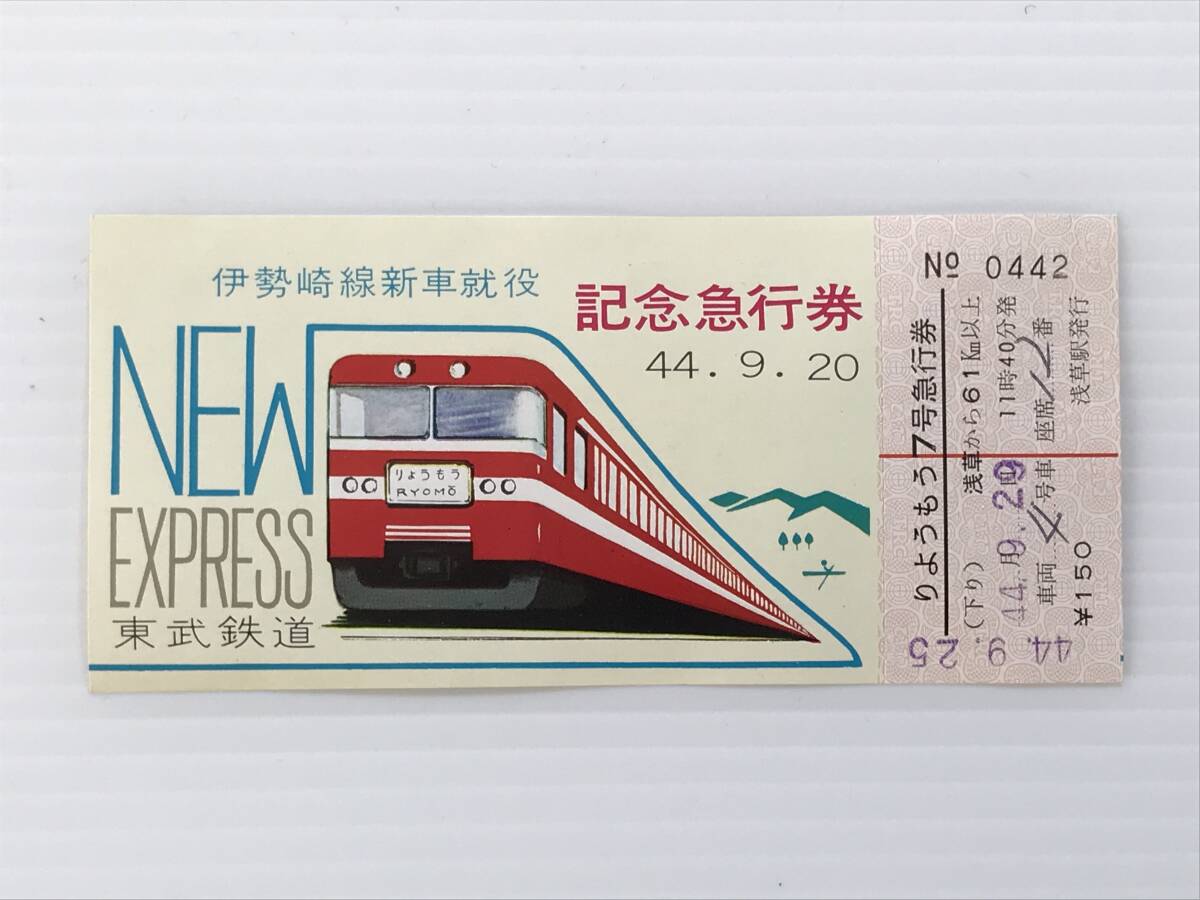 伊勢崎線新車就役
記念急行券
44.9.20
NEW
EXPRESS
東武鉄道
りょうもう
RYOMŌ
No 0442
りょうもう7号急行券
(下り) 浅草から61Km以上
44.月9.29 11時40分発
車両 4 号車 座席 12 番
¥150 浅草駅発行
44.9.25